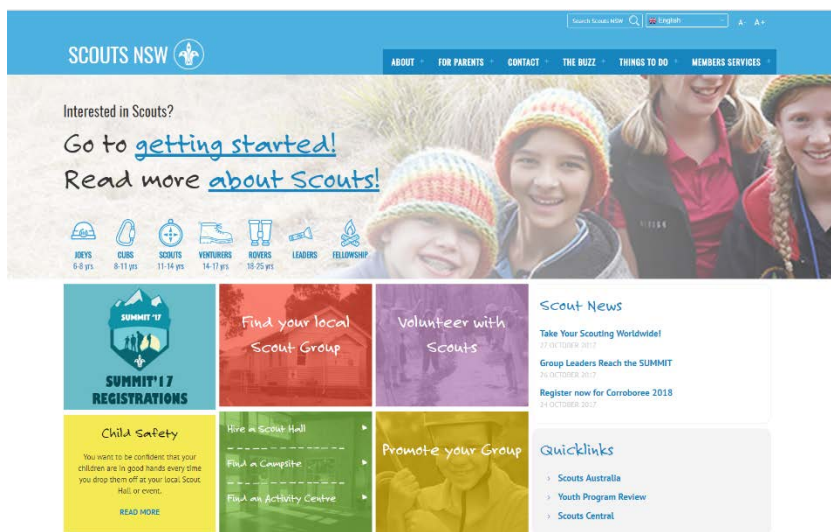 Search Scouts NSW
English
A- A+
SCOUTS NSW
ABOUT + FOR PARENTS + CONTACT + THE BUZZ + THINGS TO DO + MEMBERS SERVICES +
Interested in Scouts?
Go to getting started!
Read more about Scouts!
JOEYS
6-8 yrs
CUBS
8-11 yrs
SCOUTS
11-14 yrs
VENTURERS
14-17 yrs
ROVERS
18-25 yrs
LEADERS
FELLOWSHIP
SUMMIT '17
SUMMIT'17
REGISTRATIONS
Find your local
Scout Group
Volunteer with
Scouts
Scout News
Take Your Scouting Worldwide!
27 OCTOBER 2017
Group Leaders Reach the SUMMIT
26 OCTOBER 2017
Register now for Corroboree 2018
24 OCTOBER 2017
Child Safety
You want to be confident that your
children are in good hands every time
you drop them off at your local Scout
Hall or event.
READ MORE
Hire a Scout Hall
Find a Campsite
Find an Activity Centre
Promote your Group
Quicklinks
› Scouts Australia
› Youth Program Review
› Scouts Central